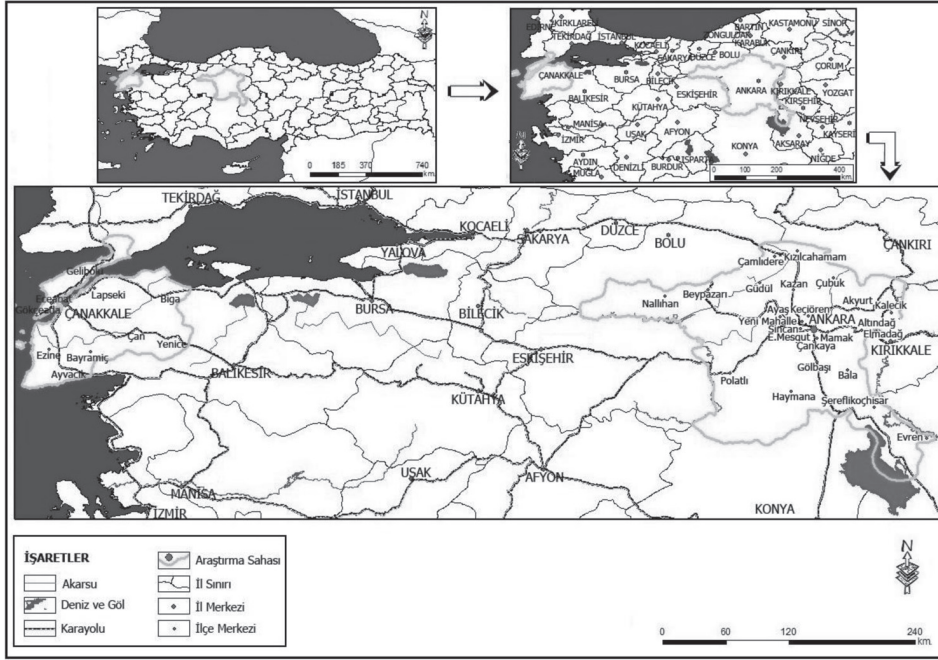 N
0 185 370 740
km.
EDİRNE KIRKLARELİ
TEKİRDAĞ İSTANBUL
KOCAELİ
SAKARYA
DÜZCE
BOLU
ZONGULDAK
BARTIN
KARABÜK
KASTAMONU
SİNOP
ÇANKIRI
ÇORUM
ÇANAKKALE
BURSA
BİLECİK
ESKİŞEHİR
ANKARA
KIRIKKALE
YOZGAT
BALIKESİR
KÜTAHYA
KIRŞEHİR
NEVŞEHİR
KAYSERİ
MANİSA
UŞAK
AFYON
İZMİR
AKSARAY
KONYA
NİĞDE
AYDIN
DENİZLİ
BURDUR
ISPARTA
MUĞLA
N
0 100 200 400
km.
TEKİRDAĞ
İSTANBUL
KOCAELİ
SAKARYA
DÜZCE
BOLU
ÇANKIRI
YALOVA
Gelibolu
Çamlıdere
Kızılcahamam
Eceabat
Lapseki
Biga
Güdül
Kazan
Çubuk
Nallıhan
Beypazarı
Akyurt
Kalecik
Gökçeada
ÇANAKKALE
BURSA
BİLECİK
Ayaş
Keçiören
Yeni Mahalle
ANKARA
Altındağ
Sincan
Elmadağ
E.Mesgut
Mamak
Çankaya
KIRIKKALE
Çan
Yenice
Ezine
Bayramiç
Ayvacık
BALIKESİR
ESKİŞEHİR
Gölbaşı
Bala
Polatlı
Haymana
Şereflikoçhisar
KÜTAHYA
Evren
UŞAK
AFYON
MANİSA
İZMİR
KONYA
İŞARETLER
Akarsu
Deniz ve Göl
Karayolu
Araştırma Sahası
İl Sınırı
İl Merkezi
İlçe Merkezi
N
0 60 120 240
km.